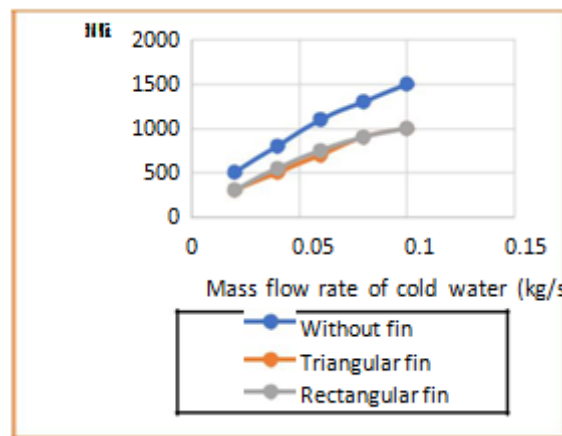 2000
1500
1000
500
0
0 0.05 0.1 0.15
Mass flow rate of cold water (kg/s
Without fin
Triangular fin
Rectangular fin